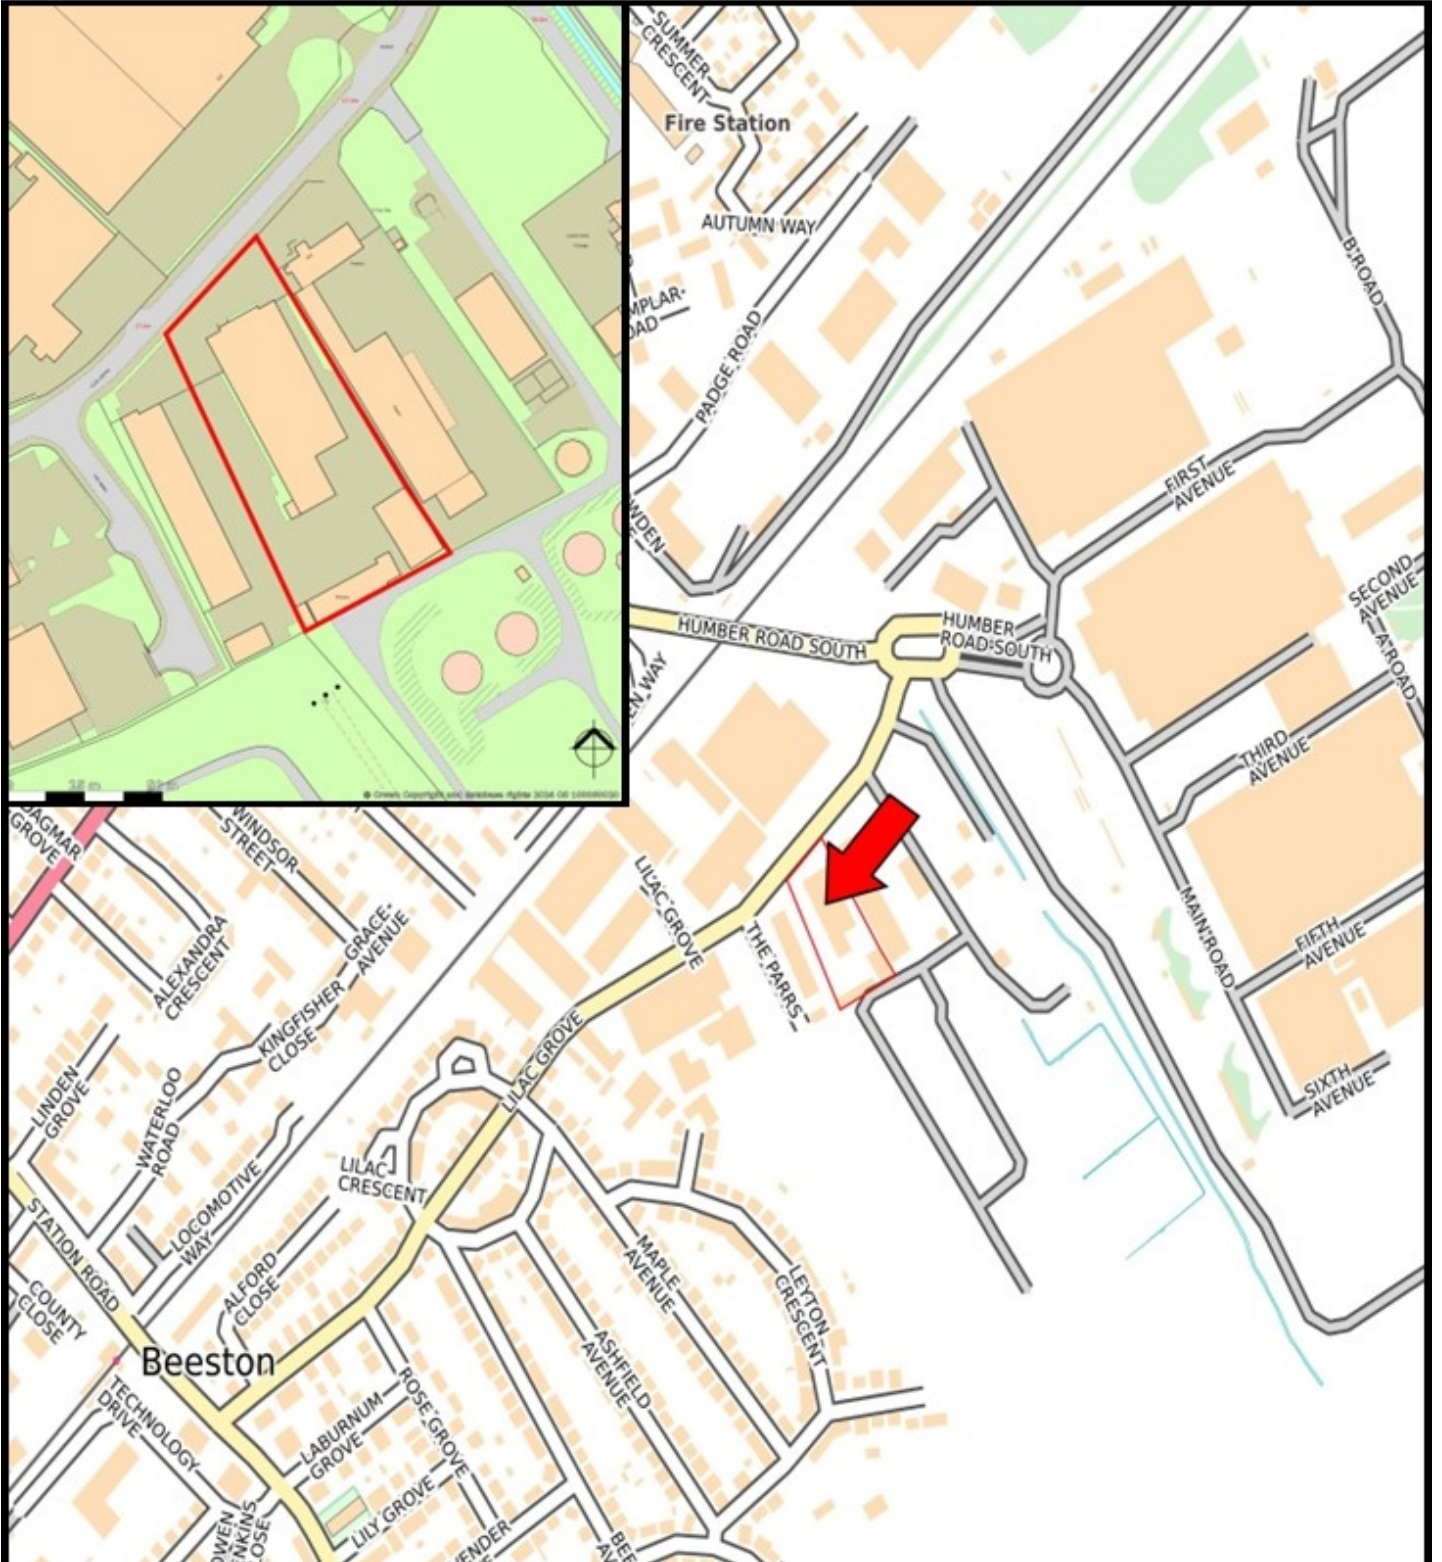 SUMMER
CRESCENT
Fire Station
AUTUMN WAY
PADGE ROAD
B ROAD
FIRST
AVENUE
SECOND
AVENUE
A ROAD
HUMBER ROAD SOUTH
HUMBER
ROAD SOUTH
THIRD
AVENUE
MAIN ROAD
FIFTH
AVENUE
SIXTH
AVENUE
LILAC GROVE
THE PARRS
LILAC GROVE
DAGMAR
GROVE
WINDSOR
STREET
ALEXANDRA
CRESCENT
GRACE
AVENUE
KINGFISHER
CLOSE
LINDEN
GROVE
WATERLOO
ROAD
LOCOMOTIVE
WAY
LILAC
CRESCENT
STATION ROAD
ALFORD
CLOSE
COUNTY
CLOSE
MAPLE
AVENUE
LEYTON
CRESCENT
ASHFIELD
AVENUE
Beeston
TECHNOLOGY
DRIVE
LABURNUM
GROVE
ROSE GROVE
LILY GROVE